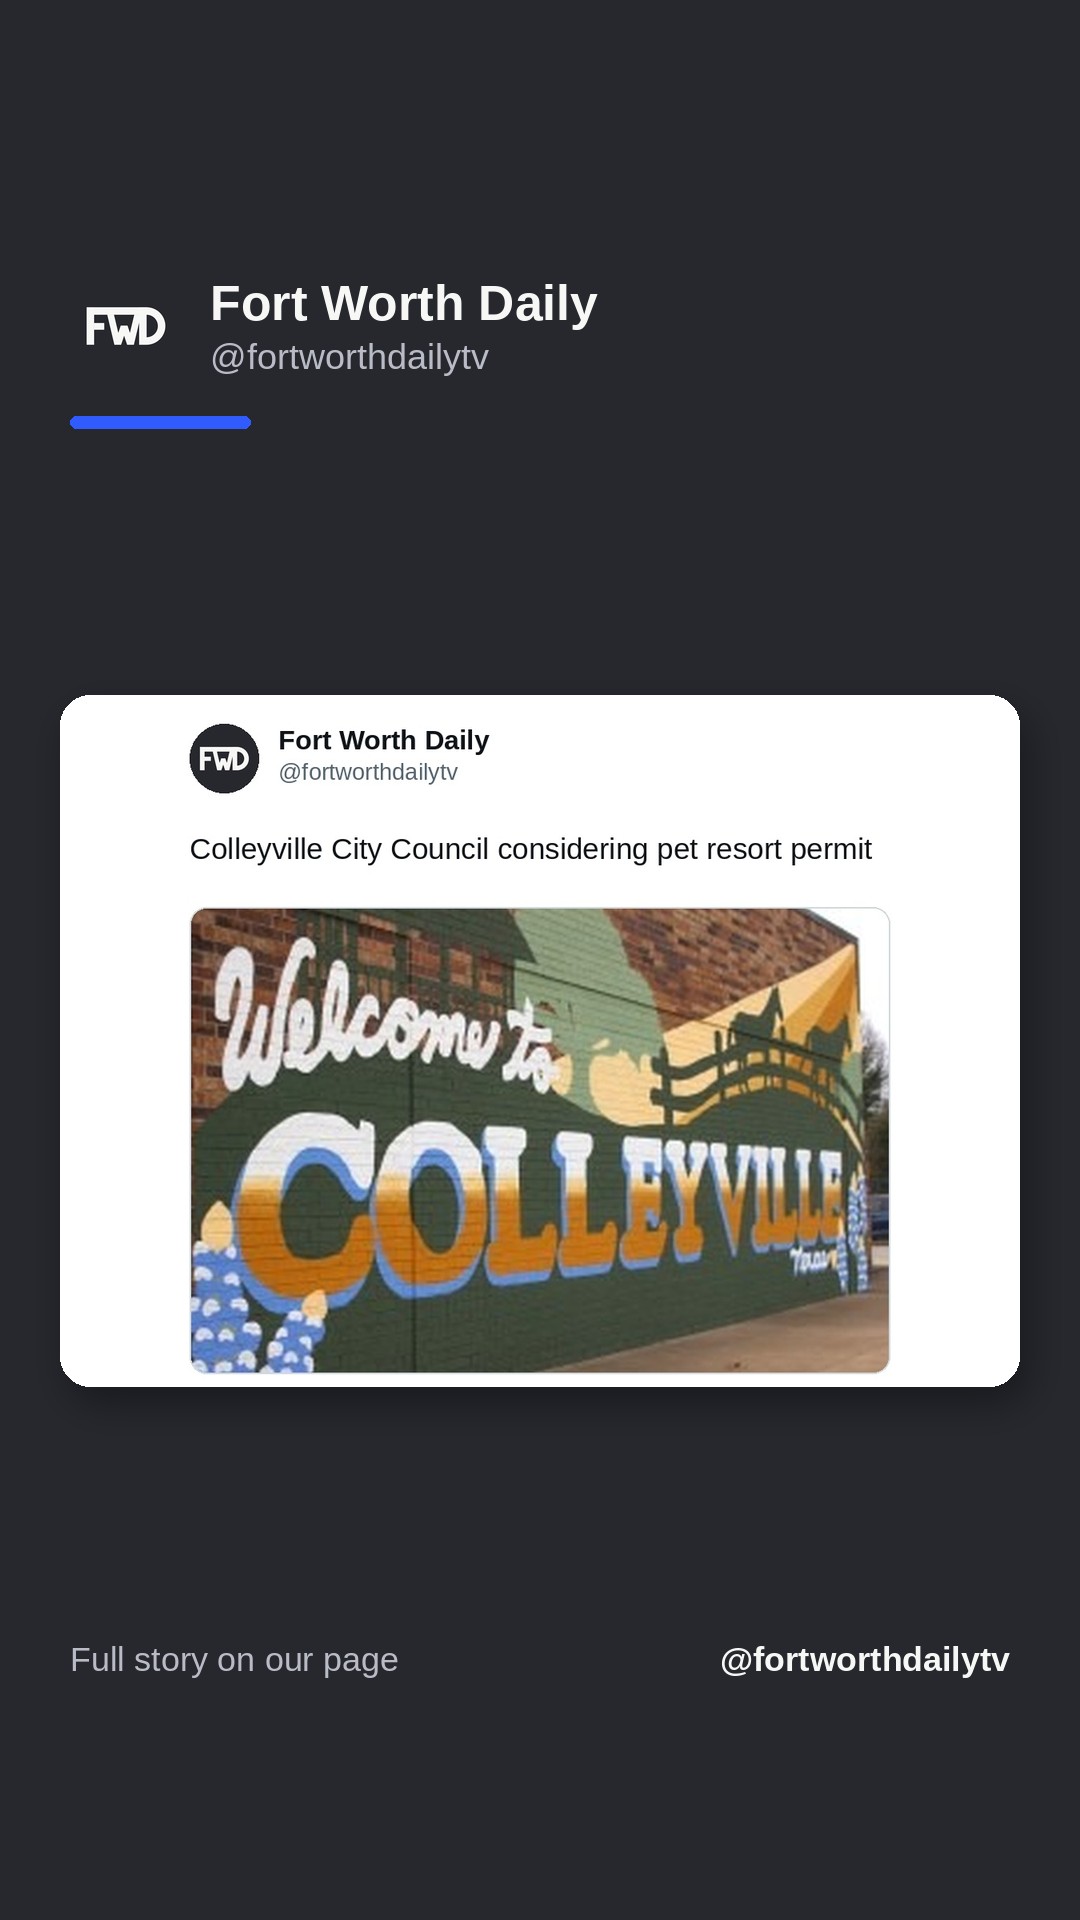 FWD
Fort Worth Daily
@fortworthdailytv
FWD
Fort Worth Daily
@fortworthdailytv
Colleyville City Council considering pet resort permit
Welcome to
COLLEYVILLE
Texas
Full story on our page
@fortworthdailytv